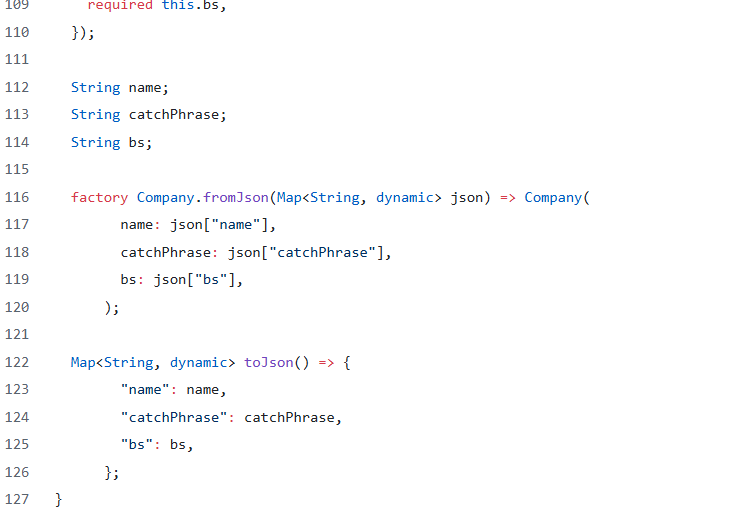 109 required this.bs,
110 });
111
112 String name;
113 String catchPhrase;
114 String bs;
115
116 factory Company.fromJson(Map<String, dynamic> json) => Company(
117 name: json["name"],
118 catchPhrase: json["catchPhrase"],
119 bs: json["bs"],
120 );
121
122 Map<String, dynamic> toJson() => {
123 "name": name,
124 "catchPhrase": catchPhrase,
125 "bs": bs,
126 };
127 }